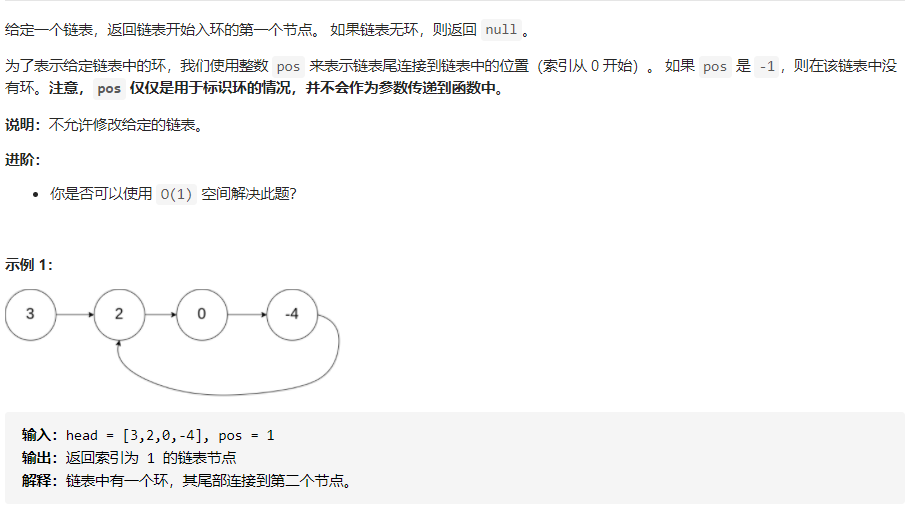 给定一个链表，返回链表开始入环的第一个节点。 如果链表无环，则返回 null 。
为了表示给定链表中的环，我们使用整数 pos 来表示链表尾连接到链表中的位置（索引从 0 开始）。 如果 pos 是 -1 ，则在该链表中没
有环。注意， pos 仅仅是用于标识环的情况，并不会作为参数传递到函数中。
说明：不允许修改给定的链表。
进阶：
• 你是否可以使用 O(1) 空间解决此题？
示例 1：
3 2 0 -4
输入：head = [3,2,0,-4], pos = 1
输出：返回索引为 1 的链表节点
解释：链表中有一个环，其尾部连接到第二个节点。